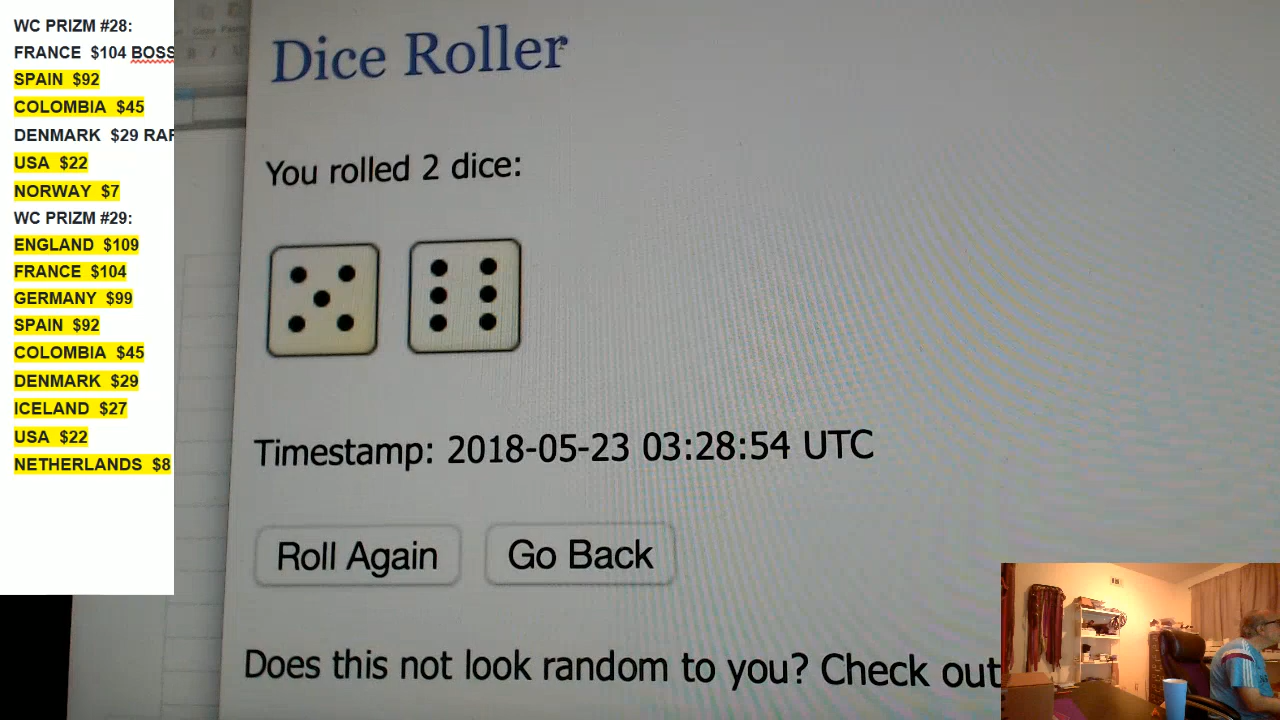 WC PRIZM #28:
FRANCE $104 BOSS
SPAIN $92
COLOMBIA $45
DENMARK $29 RAF
USA $22
NORWAY $7
WC PRIZM #29:
ENGLAND $109
FRANCE $104
GERMANY $99
SPAIN $92
COLOMBIA $45
DENMARK $29
ICELAND $27
USA $22
NETHERLANDS $8
Dice Roller
You rolled 2 dice:
Timestamp: 2018-05-23 03:28:54 UTC
Roll Again
Go Back
Does this not look random to you? Check out